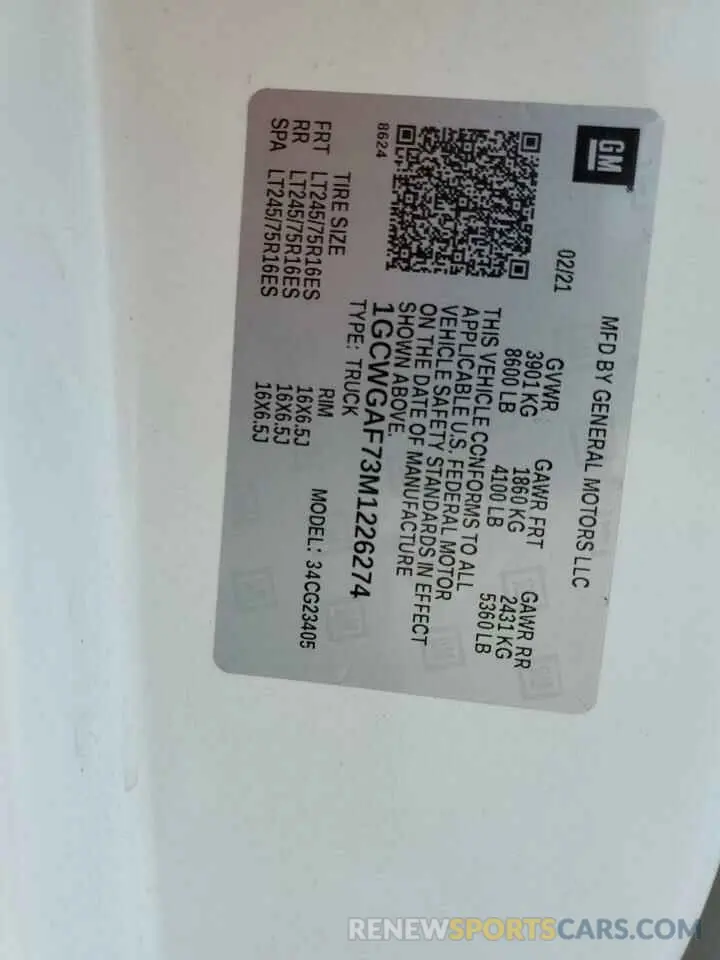 GM
MFD BY GENERAL MOTORS LLC
02/21
GVWR GAWR FRT GAWR RR
3901 KG 1860 KG 2431 KG
8600 LB 4100 LB 5360 LB
THIS VEHICLE CONFORMS TO ALL
APPLICABLE U.S. FEDERAL MOTOR
VEHICLE SAFETY STANDARDS IN EFFECT
ON THE DATE OF MANUFACTURE
SHOWN ABOVE.
8624
1GCWGAF73M1226274
TYPE: TRUCK MODEL: 34CG23405
TIRE SIZE RIM
FRT LT245/75R16ES 16X6.5J
RR LT245/75R16ES 16X6.5J
SPA LT245/75R16ES 16X6.5J
RENEWSPORTSCARS.COM